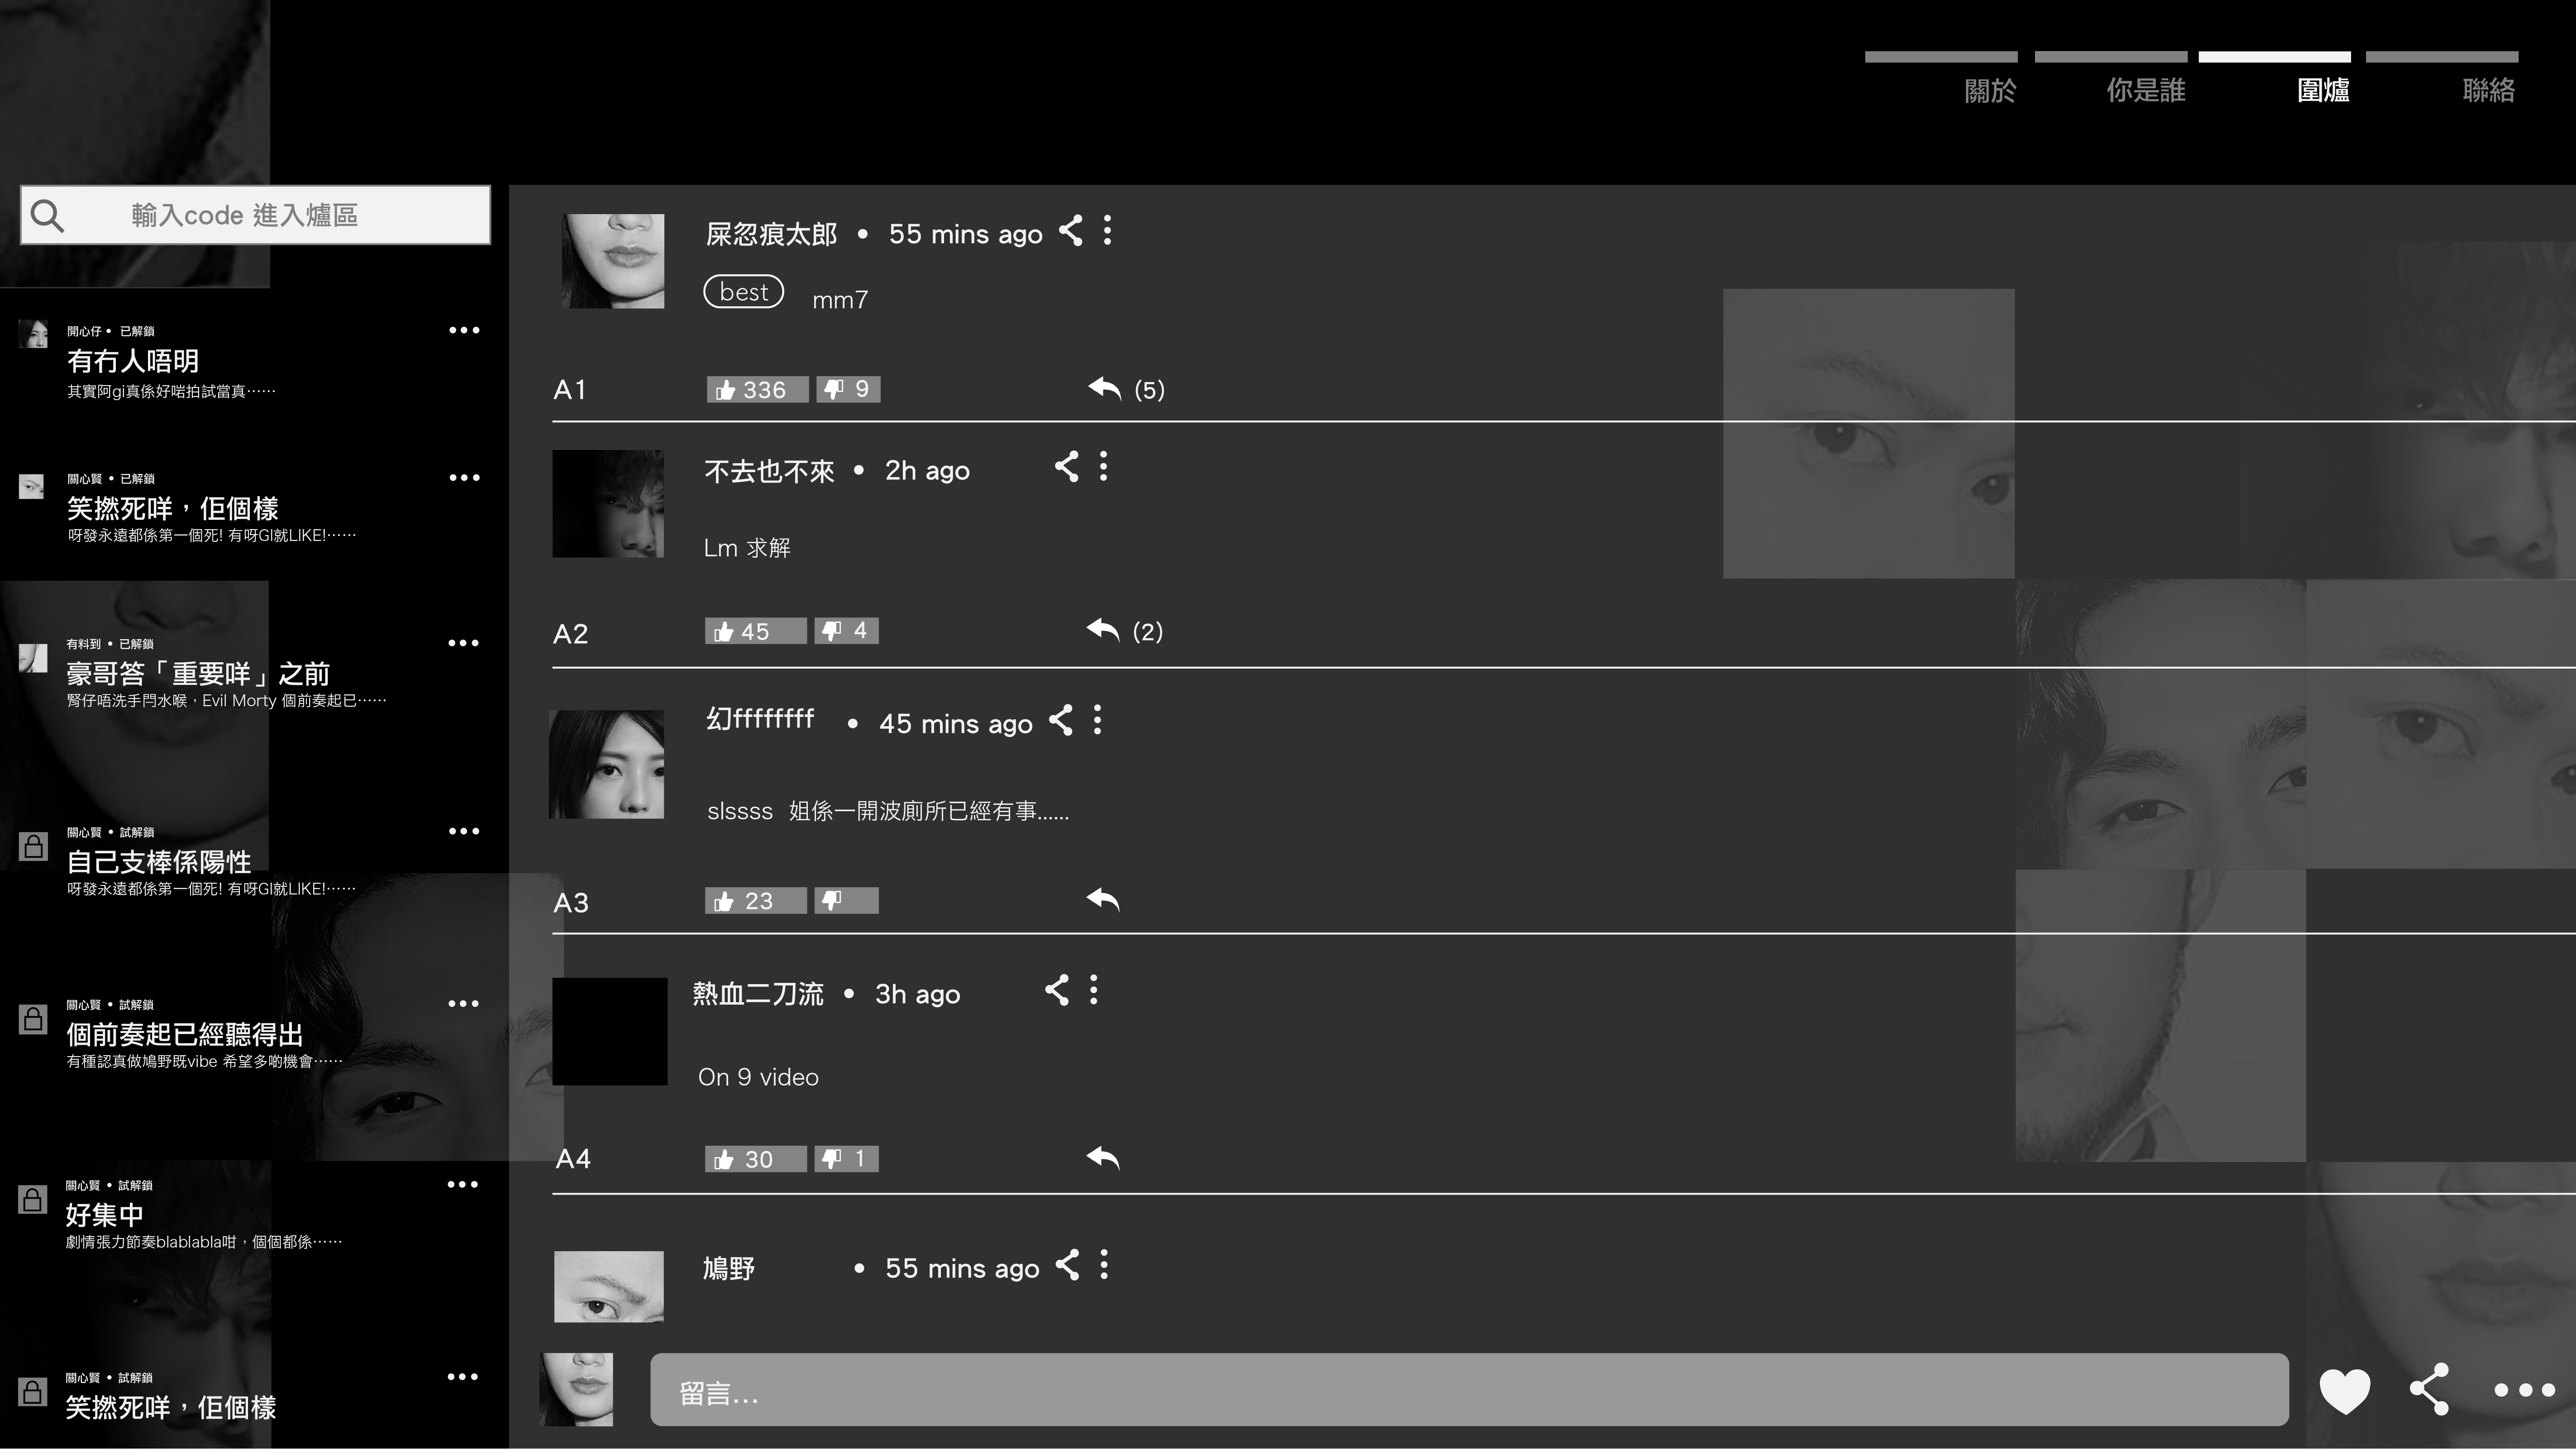 關於
你是誰
圍爐
聯絡
輸入code 進入爐區
開心仔 • 已解鎖
有冇人唔明
其實阿gi真係好啱拍試當真……
關心賢 • 已解鎖
笑撚死咩，佢個樣
呀發永遠都係第一個死! 有呀GI就LIKE!……
有料到 • 已解鎖
豪哥答「重要咩」之前
腎仔唔洗手閂水喉，Evil Morty 個前奏起已……
關心賢 • 試解鎖
自己支棒係陽性
呀發永遠都係第一個死! 有呀GI就LIKE!……
關心賢 • 試解鎖
個前奏起已經聽得出
有種認真做鳩野既vibe 希望多啲機會……
關心賢 • 試解鎖
好集中
劇情張力節奏blablabla咁，個個都係……
關心賢 • 試解鎖
笑撚死咩，佢個樣
屎忽痕太郎 • 55 mins ago
best mm7
A1 336 9 (5)
不去也不來 • 2h ago
Lm 求解
A2 45 4 (2)
幻ffffffff • 45 mins ago
slssss 姐係一開波廁所已經有事......
A3 23
熱血二刀流 • 3h ago
On 9 video
A4 30 1
鳩野 • 55 mins ago
留言...